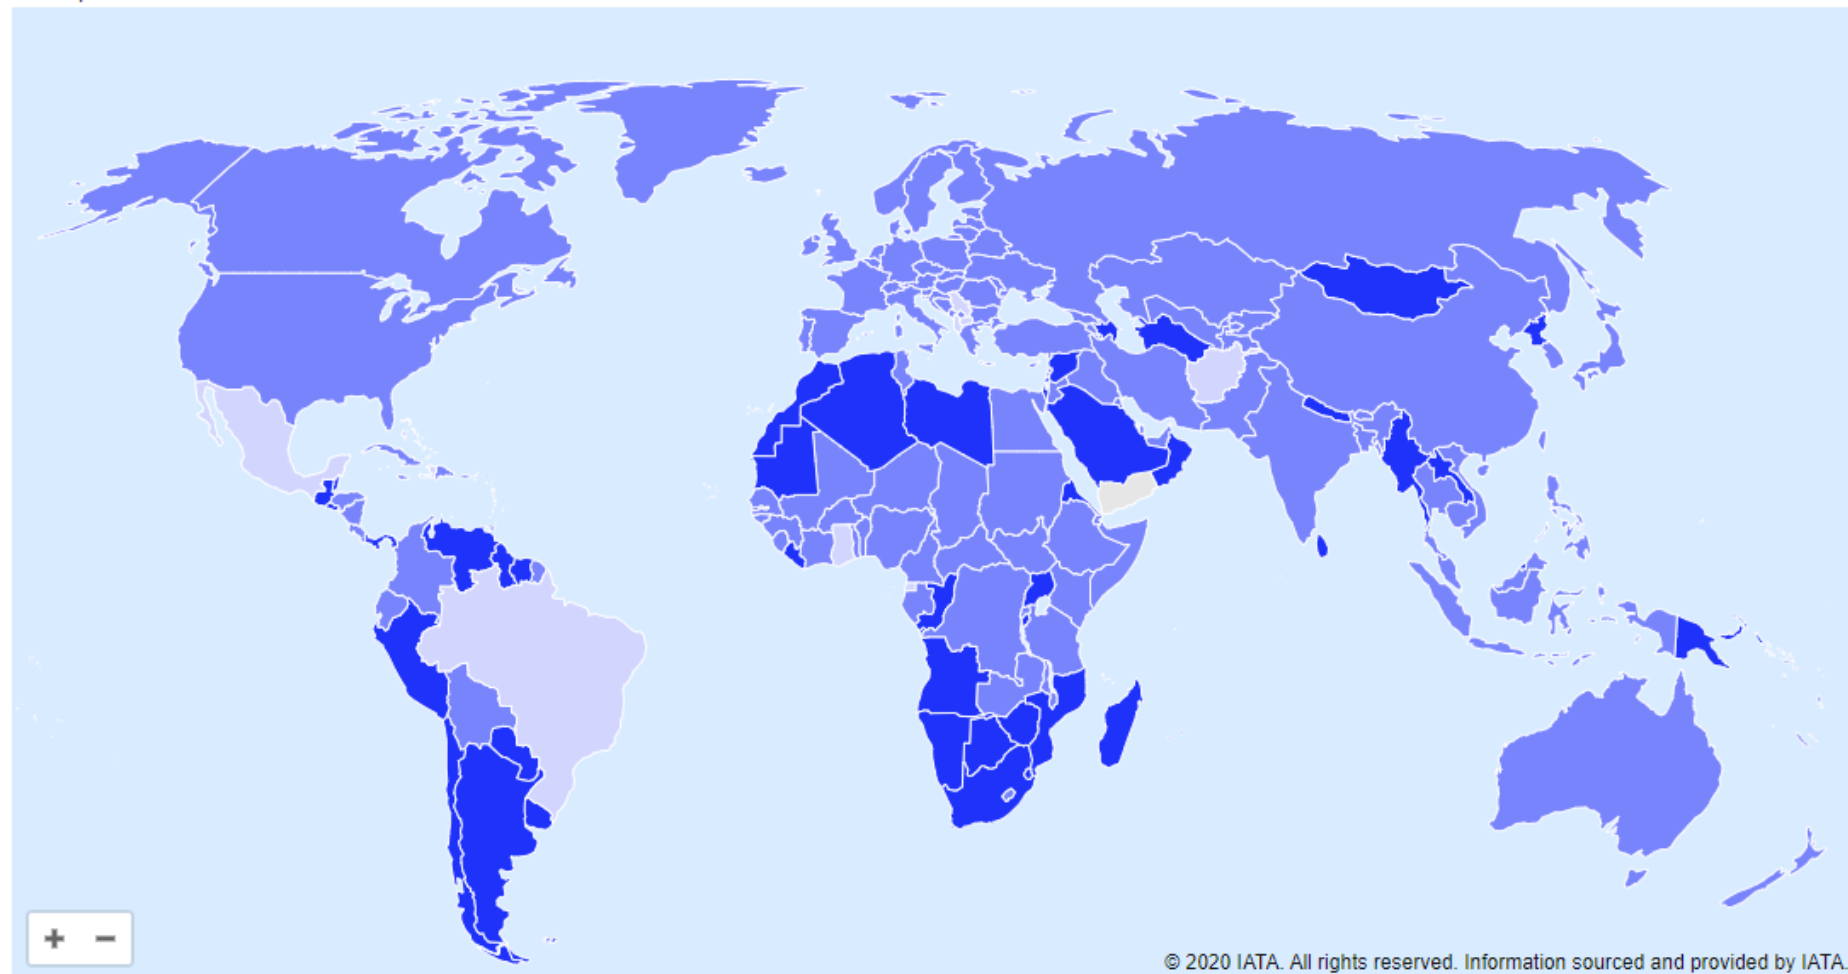 © 2020 IATA. All rights reserved. Information sourced and provided by IATA.